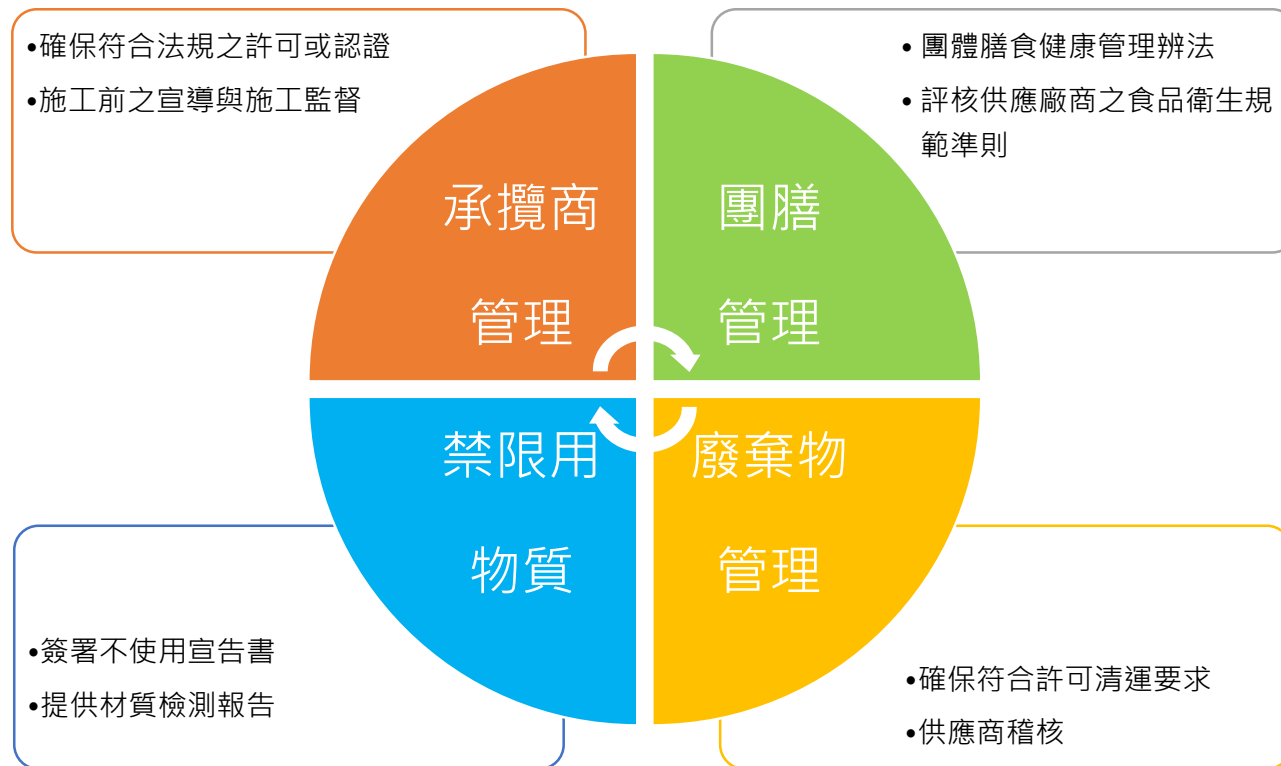 •確保符合法規之許可或認證
•施工前之宣導與施工監督
• 團體膳食健康管理辦法
• 評核供應廠商之食品衛生規
範準則
承攬商
管理
團膳
管理
禁限用
物質
廢棄物
管理
•簽署不使用宣告書
•提供材質檢測報告
•確保符合許可清運要求
•供應商稽核